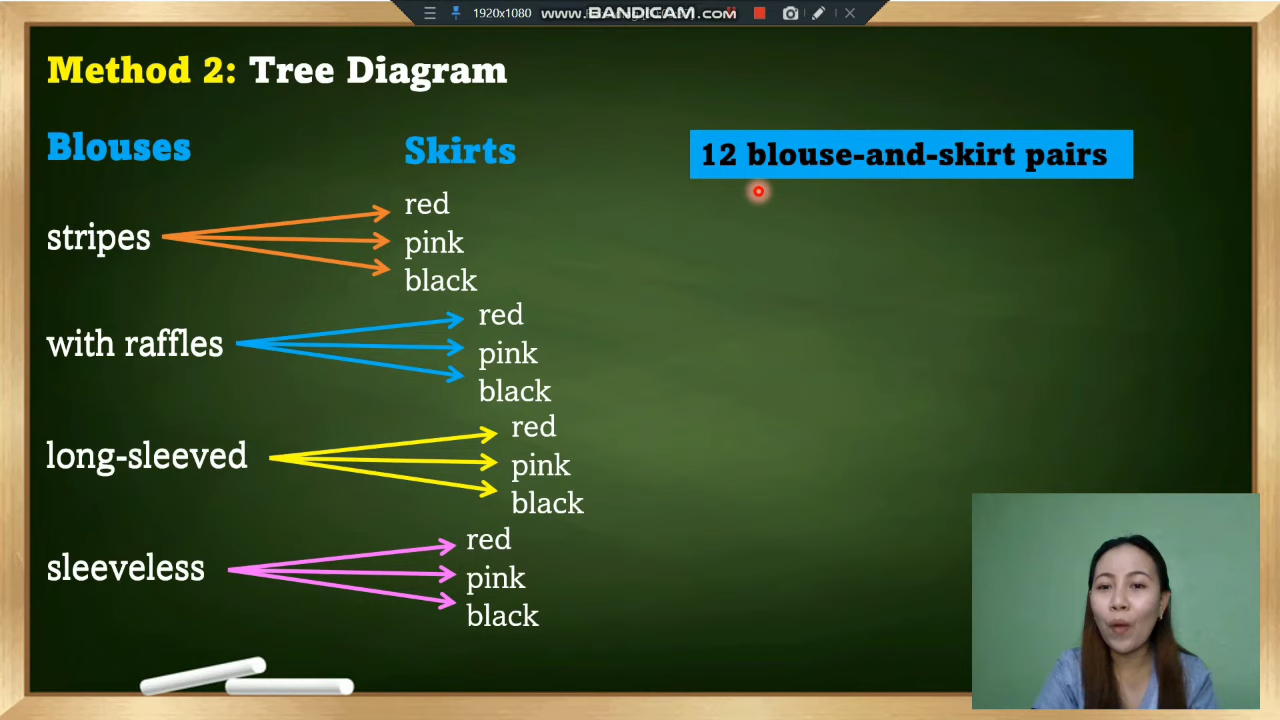 1920x1080
www.BANDICAM.com
Method 2: Tree Diagram
Blouses
Skirts
12 blouse-and-skirt pairs
stripes
red
pink
black
with raffles
red
pink
black
long-sleeved
red
pink
black
sleeveless
red
pink
black